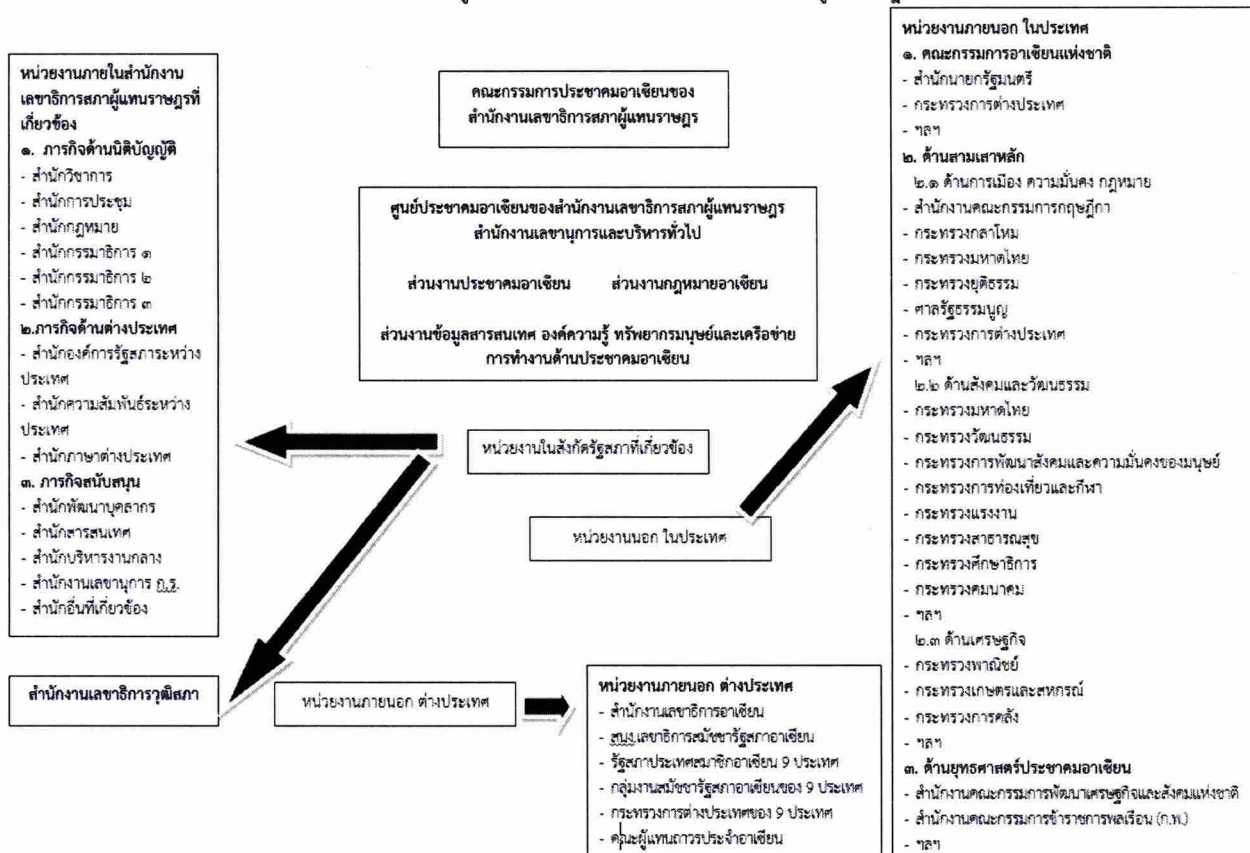 หน่วยงานภายในสำนักงาน
เลขาธิการสภาผู้แทนราษฎรที่
เกี่ยวข้อง
๑. ภารกิจด้านนิติบัญญัติ
- สำนักวิชาการ
- สำนักการประชุม
- สำนักกฎหมาย
- สำนักกรรมาธิการ ๑
- สำนักกรรมาธิการ ๒
- สำนักกรรมาธิการ ๓
๒.ภารกิจด้านต่างประเทศ
- สำนักองค์การรัฐสภาระหว่าง
ประเทศ
- สำนักความสัมพันธ์ระหว่าง
ประเทศ
- สำนักภาษาต่างประเทศ
๓. ภารกิจสนับสนุน
- สำนักพัฒนาบุคลากร
- สำนักสารสนเทศ
- สำนักบริหารงานกลาง
- สำนักงานเลขานุการ ก.ร.
- สำนักอื่นที่เกี่ยวข้อง
สำนักงานเลขาธิการวุฒิสภา
คณะกรรมการประชาคมอาเซียนของ
สำนักงานเลขาธิการสภาผู้แทนราษฎร
ศูนย์ประชาคมอาเซียนของสำนักงานเลขาธิการสภาผู้แทนราษฎร
สำนักงานเลขานุการและบริหารทั่วไป
ส่วนงานประชาคมอาเซียน ส่วนงานกฎหมายอาเซียน
ส่วนงานข้อมูลสารสนเทศ องค์ความรู้ ทรัพยากรมนุษย์และเครือข่าย
การทำงานด้านประชาคมอาเซียน
หน่วยงานในสังกัดรัฐสภาที่เกี่ยวข้อง
หน่วยงานนอก ในประเทศ
หน่วยงานภายนอก ต่างประเทศ
หน่วยงานภายนอก ต่างประเทศ
- สำนักงานเลขาธิการอาเซียน
- สนง.เลขาธิการสมัชชารัฐสภาอาเซียน
- รัฐสภาประเทศสมาชิกอาเซียน 9 ประเทศ
- กลุ่มงานสมัชชารัฐสภาอาเซียนของ 9 ประเทศ
- กระทรวงการต่างประเทศของ 9 ประเทศ
- คณะผู้แทนถาวรประจำอาเซียน
หน่วยงานภายนอก ในประเทศ
๑. คณะกรรมการอาเซียนแห่งชาติ
- สำนักนายกรัฐมนตรี
- กระทรวงการต่างประเทศ
- ฯลฯ
๒. ด้านสามเสาหลัก
๒.๑ ด้านการเมือง ความมั่นคง กฎหมาย
- สำนักงานคณะกรรมการกฤษฎีกา
- กระทรวงกลาโหม
- กระทรวงมหาดไทย
- กระทรวงยุติธรรม
- ศาลรัฐธรรมนูญ
- กระทรวงการต่างประเทศ
- ฯลฯ
๒.๒ ด้านสังคมและวัฒนธรรม
- กระทรวงมหาดไทย
- กระทรวงวัฒนธรรม
- กระทรวงการพัฒนาสังคมและความมั่นคงของมนุษย์
- กระทรวงการท่องเที่ยวและกีฬา
- กระทรวงแรงงาน
- กระทรวงสาธารณสุข
- กระทรวงศึกษาธิการ
- กระทรวงคมนาคม
- ฯลฯ
๒.๓ ด้านเศรษฐกิจ
- กระทรวงพาณิชย์
- กระทรวงเกษตรและสหกรณ์
- กระทรวงการคลัง
- ฯลฯ
๓. ด้านยุทธศาสตร์ประชาคมอาเซียน
- สำนักงานคณะกรรมการพัฒนาเศรษฐกิจและสังคมแห่งชาติ
- สำนักงานคณะกรรมการข้าราชการพลเรือน (ก.พ.)
- ฯลฯ